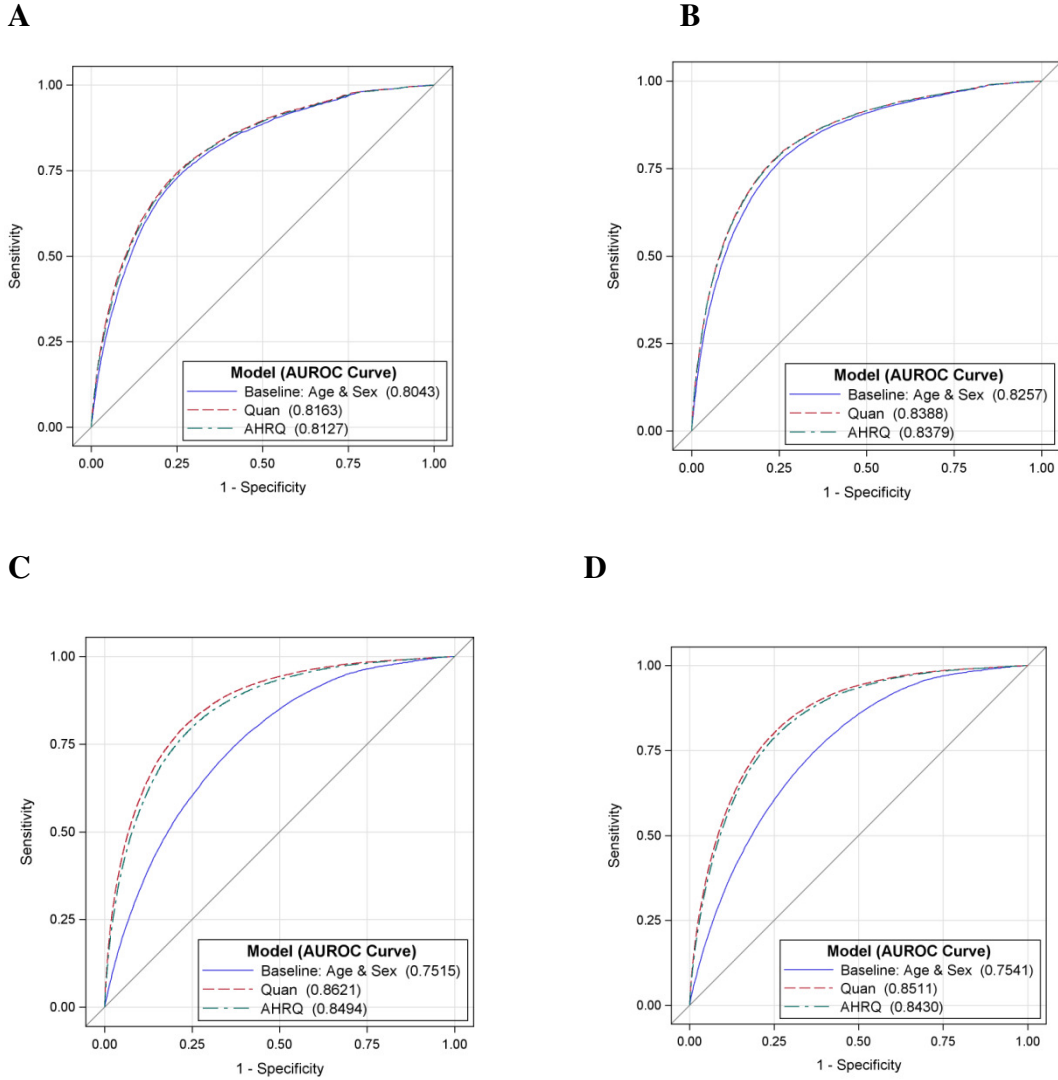 A
1.00
0.75
0.50
0.25
0.00
Sensitivity
Model (AUROC Curve)
Baseline: Age & Sex (0.8043)
Quan (0.8163)
AHRQ (0.8127)
0.00 0.25 0.50 0.75 1.00
1 - Specificity
B
1.00
0.75
0.50
0.25
0.00
Sensitivity
Model (AUROC Curve)
Baseline: Age & Sex (0.8257)
Quan (0.8388)
AHRQ (0.8379)
0.00 0.25 0.50 0.75 1.00
1 - Specificity
C
1.00
0.75
0.50
0.25
0.00
Sensitivity
Model (AUROC Curve)
Baseline: Age & Sex (0.7515)
Quan (0.8621)
AHRQ (0.8494)
0.00 0.25 0.50 0.75 1.00
1 - Specificity
D
1.00
0.75
0.50
0.25
0.00
Sensitivity
Model (AUROC Curve)
Baseline: Age & Sex (0.7541)
Quan (0.8511)
AHRQ (0.8430)
0.00 0.25 0.50 0.75 1.00
1 - Specificity